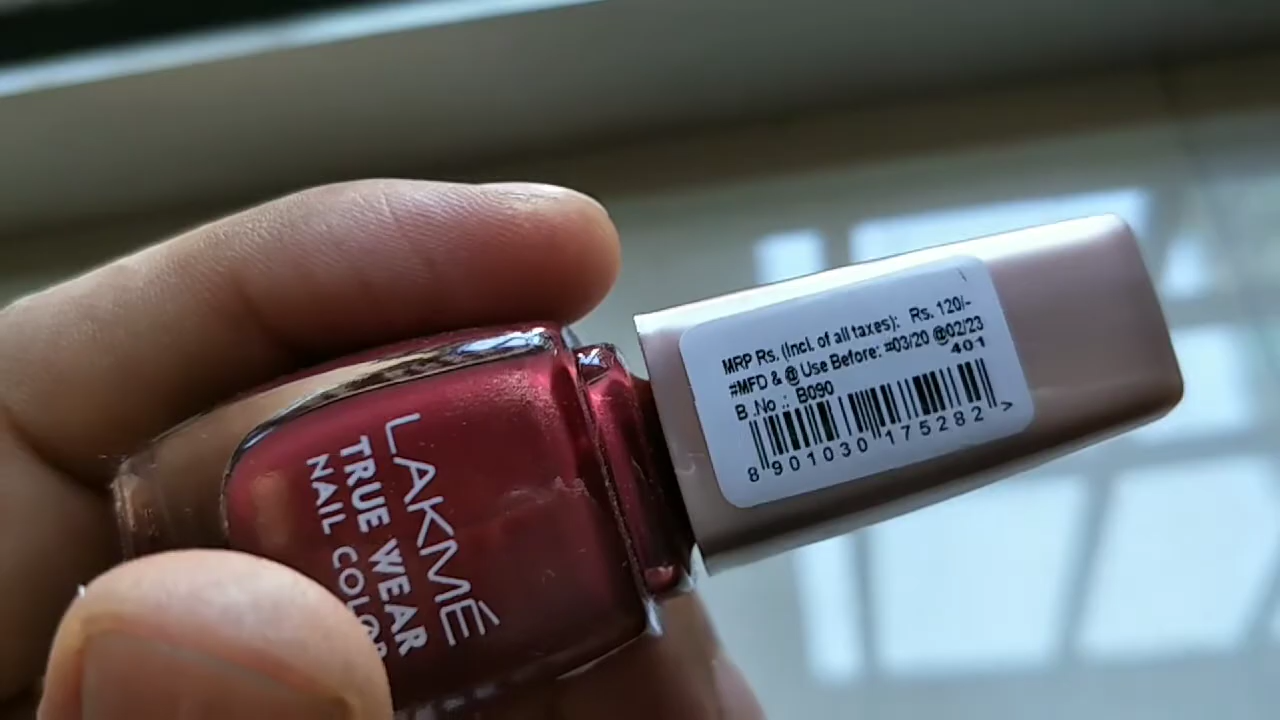 MRP Rs. (Incl. of all taxes): Rs. 120/-
#MFD & @ Use Before: #03/20 @02/23
B .No .: B090
401
8 901030 175282 >
LAKMÉ
TRUE WEAR
NAIL COLOR